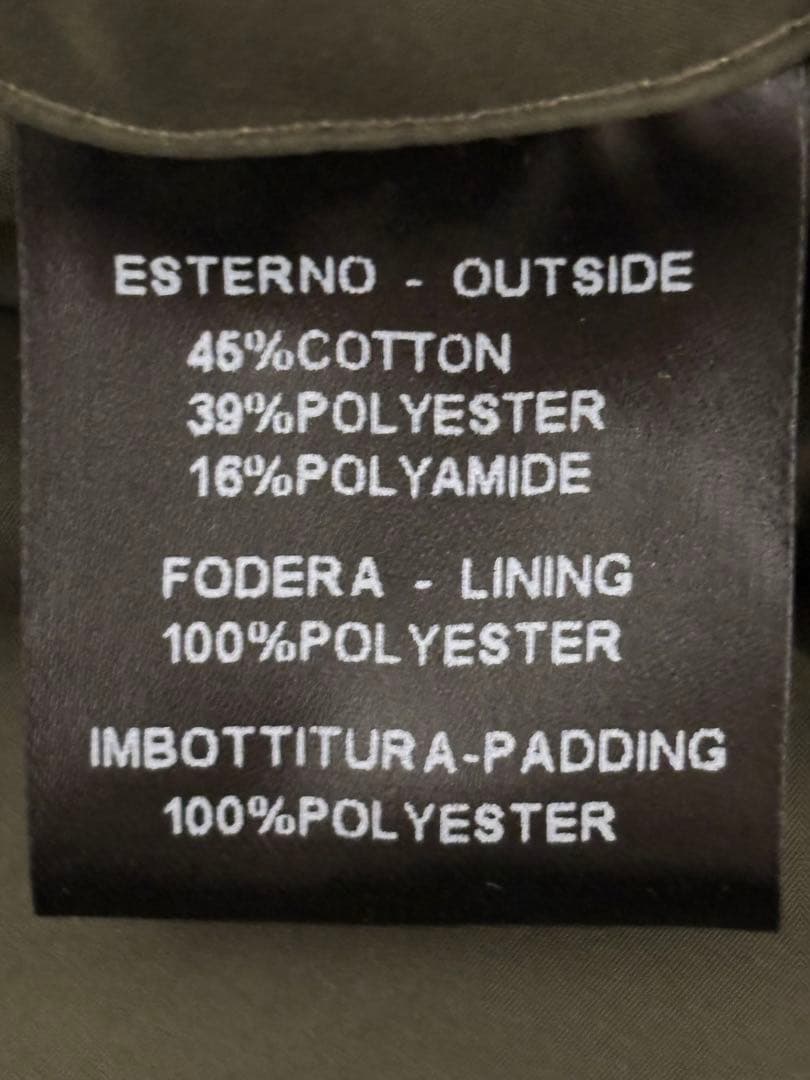 ESTERNO - OUTSIDE
45%COTTON
39%POLYESTER
16%POLYAMIDE
FODERA - LINING
100%POLYESTER
IMBOTTITURA-PADDING
100%POLYESTER